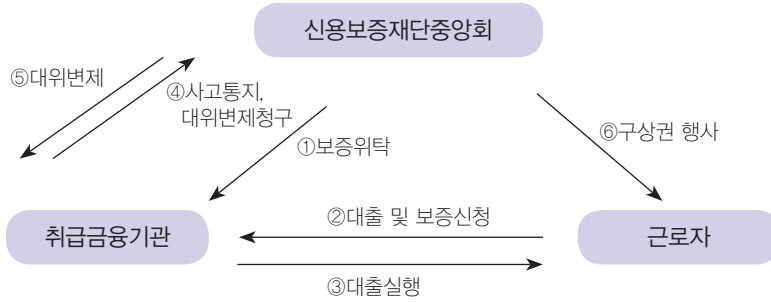 신용보증재단중앙회
⑤대위변제
④사고통지,
대위변제청구
①보증위탁
⑥구상권 행사
취급금융기관
②대출 및 보증신청
근로자
③대출실행